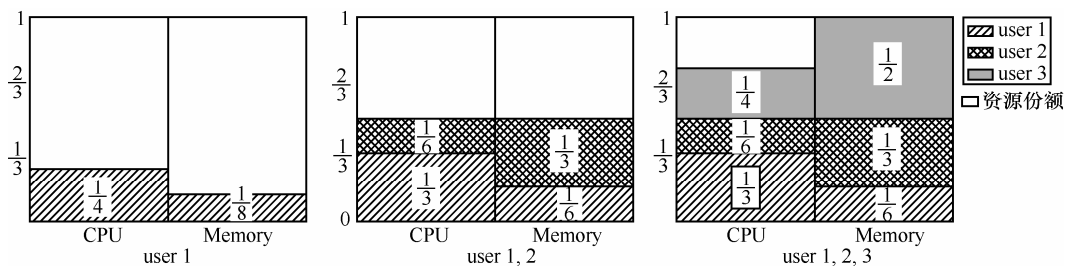 1
2/3
1/3
1/4
1/8
CPU Memory
user 1
1
2/3
1/3
0
1/6
1/3
1/3
1/6
CPU Memory
user 1, 2
1
2/3
1/3
1/4
1/2
1/6
1/3
1/3
1/6
CPU Memory
user 1, 2, 3
user 1
user 2
user 3
资源份额